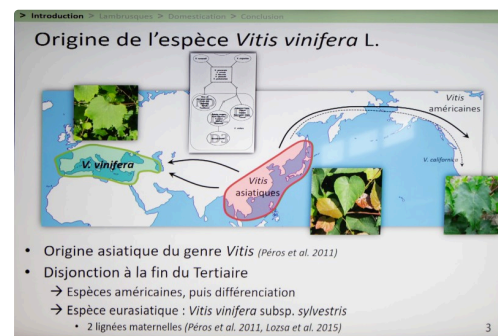 > Introduction > Lambrusques > Domestication > Conclusion
Origine de l'espèce Vitis vinifera L.
Vitis
américaines
V. californica
V. vinifera
Vitis
asiatiques
• Origine asiatique du genre Vitis (Péros et al. 2011)
• Disjonction à la fin du Tertiaire
→ Espèces américaines, puis différenciation
→ Espèce eurasiatique : Vitis vinifera subsp. sylvestris
• 2 lignées maternelles (Péros et al. 2011, Lozsa et al. 2015)
3